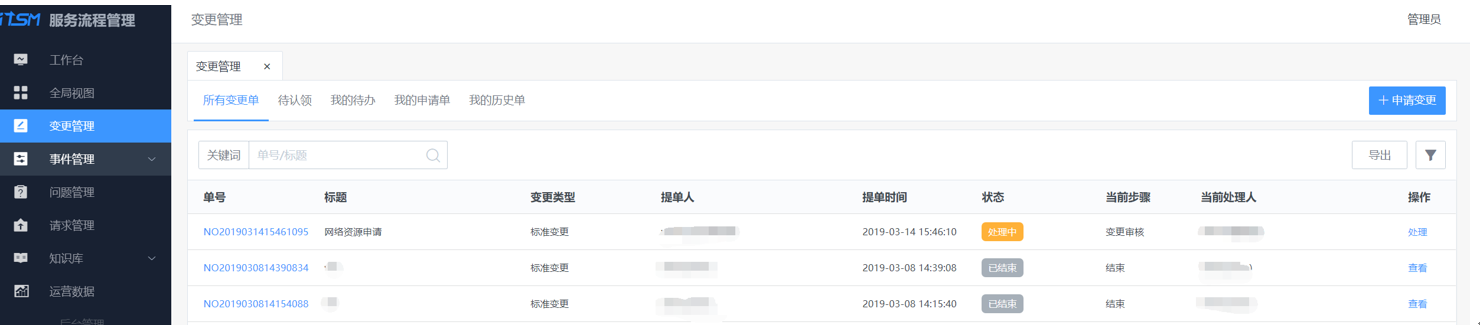 itSM 服务流程管理
变更管理
管理员
工作台
全局视图
变更管理
事件管理
问题管理
请求管理
知识库
运营数据
后台管理
变更管理 ×
所有变更单 待认领 我的待办 我的申请单 我的历史单
+ 申请变更
关键词 单号/标题
导出
单号 标题 变更类型 提单人 提单时间 状态 当前步骤 当前处理人 操作
NO2019031415461095 网络资源申请 标准变更 2019-03-14 15:46:10 处理中 变更审核 处理
NO2019030814390834 标准变更 2019-03-08 14:39:08 已结束 结束 查看
NO2019030814154088 标准变更 2019-03-08 14:15:40 已结束 结束 查看